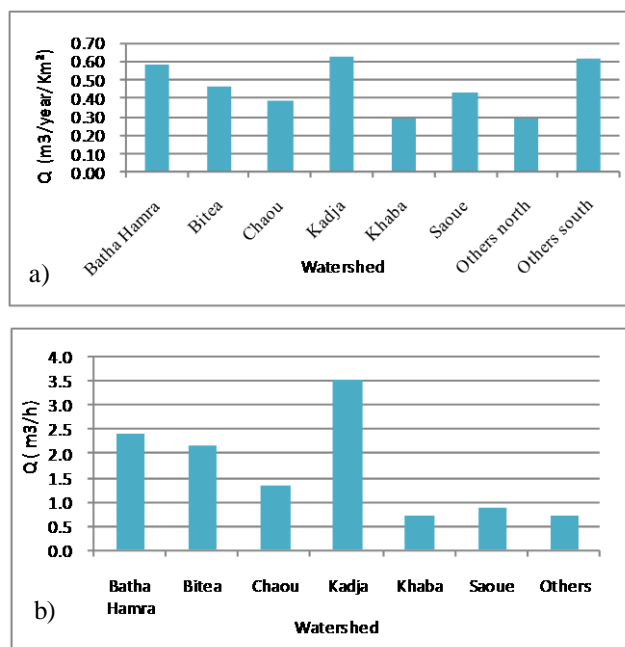 Q (m3/year/Km²)
0.70
0.60
0.50
0.40
0.30
0.20
0.10
0.00
Batha Hamra
Bitea
Chaou
Kadja
Khaba
Saoue
Others north
Others south
Watershed
a)
Q ( m3/h)
4.0
3.5
3.0
2.5
2.0
1.5
1.0
0.5
0.0
Batha
Hamra
Bitea
Chaou
Kadja
Khaba
Saoue
Others
Watershed
b)